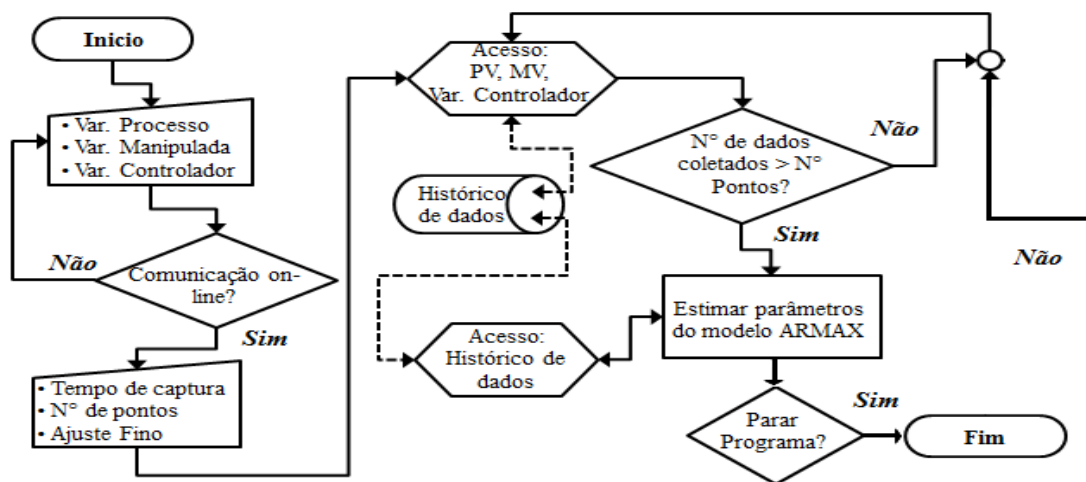 Inicio
• Var. Processo
• Var. Manipulada
• Var. Controlador
Não
Comunicação on-
line?
Sim
• Tempo de captura
• N° de pontos
• Ajuste Fino
Acesso:
PV, MV,
Var. Controlador
Histórico
de dados
Acesso:
Histórico de
dados
N° de dados
coletados > N°
Pontos?
Não
Sim
Não
Estimar parâmetros
do modelo ARMAX
Parar
Programa?
Sim
Fim